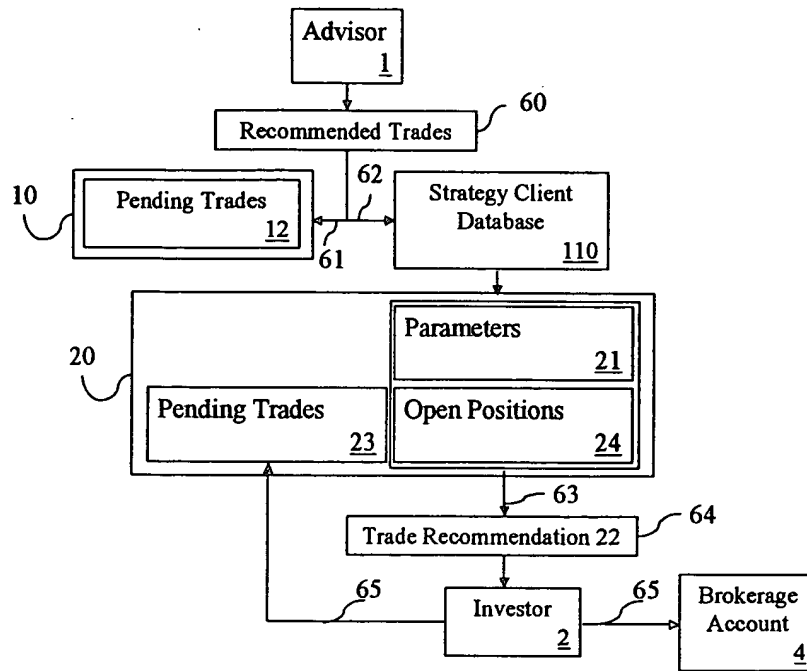 Advisor
1
60
Recommended Trades
10
Pending Trades
12
61
62
Strategy Client
Database
110
20
Parameters
21
Pending Trades
23
Open Positions
24
63
Trade Recommendation 22
64
65
Investor
2
65
Brokerage
Account
4